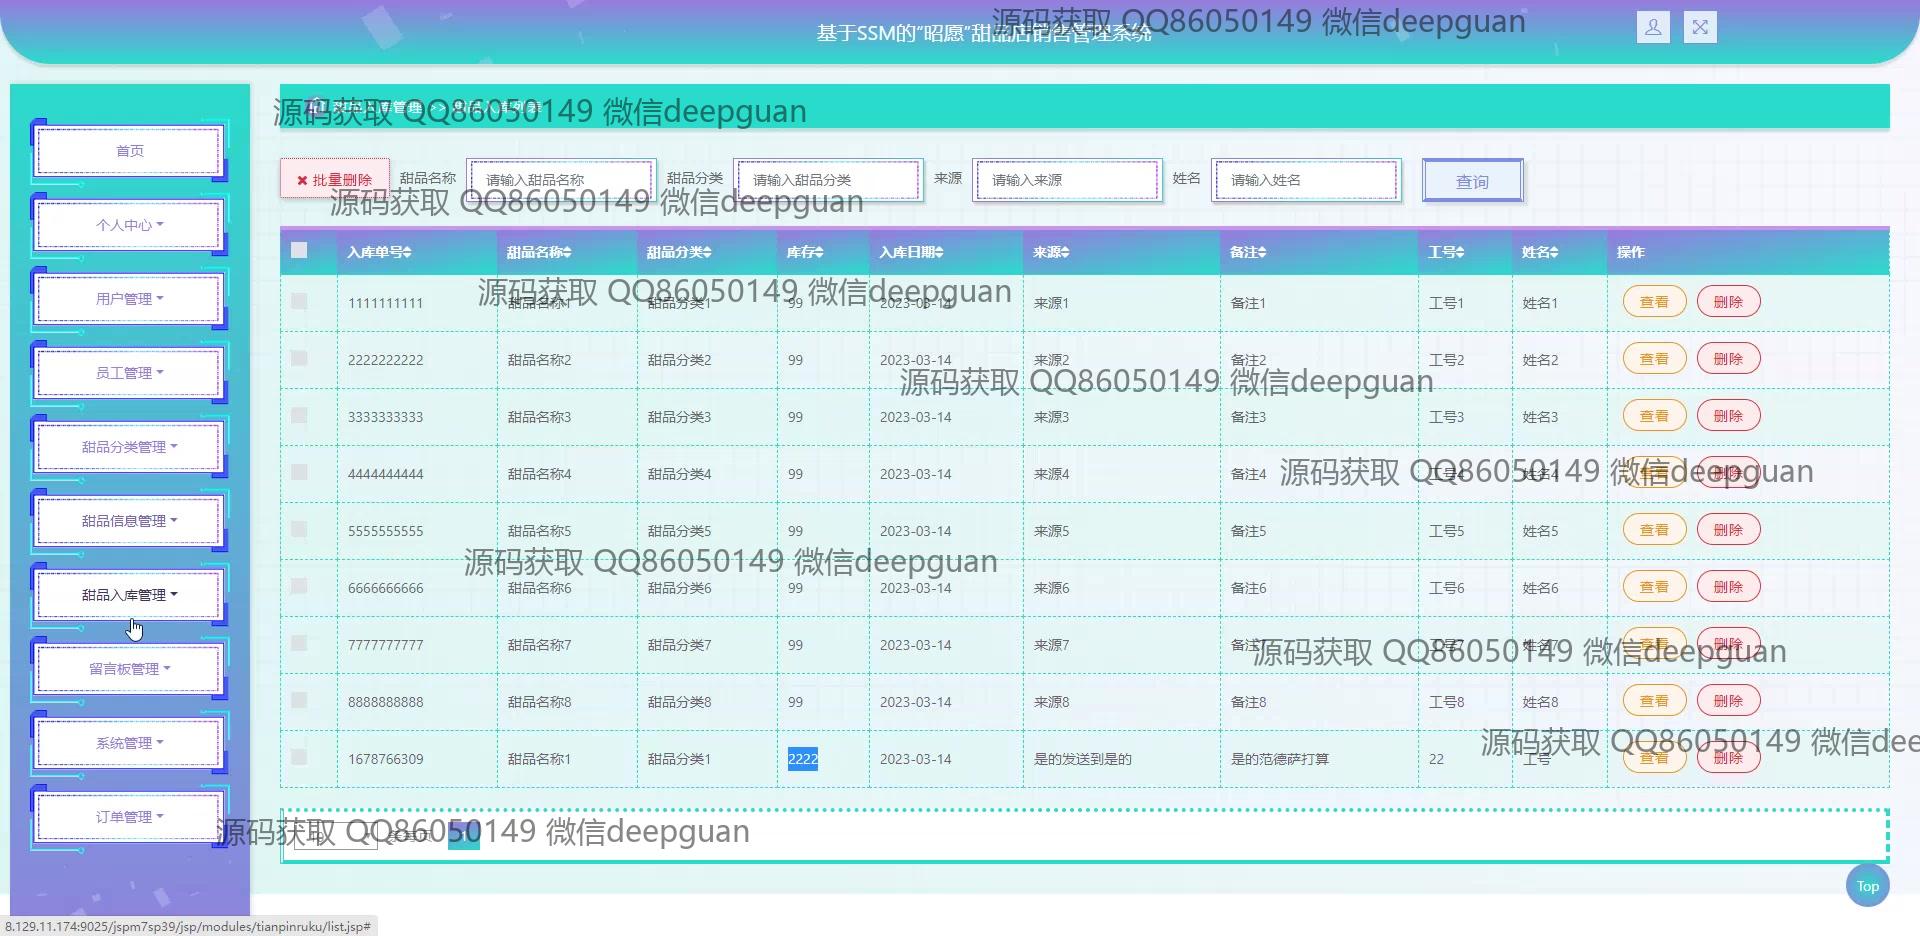 基于SSM的“昭愿”甜品店销售管理系统
源码获取 QQ86050149 微信deepguan
甜品入库管理 > 甜品入库列表
源码获取 QQ86050149 微信deepguan
首页
个人中心
用户管理
员工管理
甜品分类管理
甜品信息管理
甜品入库管理
留言板管理
系统管理
订单管理
批量删除 甜品名称 请输入甜品名称 甜品分类 请输入甜品分类 来源 请输入来源 姓名 请输入姓名 查询
源码获取 QQ86050149 微信deepguan
入库单号 甜品名称 甜品分类 库存 入库日期 来源 备注 工号 姓名 操作
1111111111 甜品名称1 甜品分类1 99 2023-03-14 来源1 备注1 工号1 姓名1 查看 删除
源码获取 QQ86050149 微信deepguan
2222222222 甜品名称2 甜品分类2 99 2023-03-14 来源2 备注2 工号2 姓名2 查看 删除
源码获取 QQ86050149 微信deepguan
3333333333 甜品名称3 甜品分类3 99 2023-03-14 来源3 备注3 工号3 姓名3 查看 删除
4444444444 甜品名称4 甜品分类4 99 2023-03-14 来源4 备注4 工号4 姓名4 查看 删除
源码获取 QQ86050149 微信deepguan
5555555555 甜品名称5 甜品分类5 99 2023-03-14 来源5 备注5 工号5 姓名5 查看 删除
源码获取 QQ86050149 微信deepguan
6666666666 甜品名称6 甜品分类6 99 2023-03-14 来源6 备注6 工号6 姓名6 查看 删除
7777777777 甜品名称7 甜品分类7 99 2023-03-14 来源7 备注7 工号7 姓名7 查看 删除
源码获取 QQ86050149 微信deepguan
8888888888 甜品名称8 甜品分类8 99 2023-03-14 来源8 备注8 工号8 姓名8 查看 删除
源码获取 QQ86050149 微信dee
1678766309 甜品名称1 甜品分类1 2222 2023-03-14 是的发送到是的 是的范德萨打算 22 工号 查看 删除
源码获取 QQ86050149 微信deepguan
Top
8.129.11.174:9025/jspm7sp39/jsp/modules/tianpinruku/list.jsp#